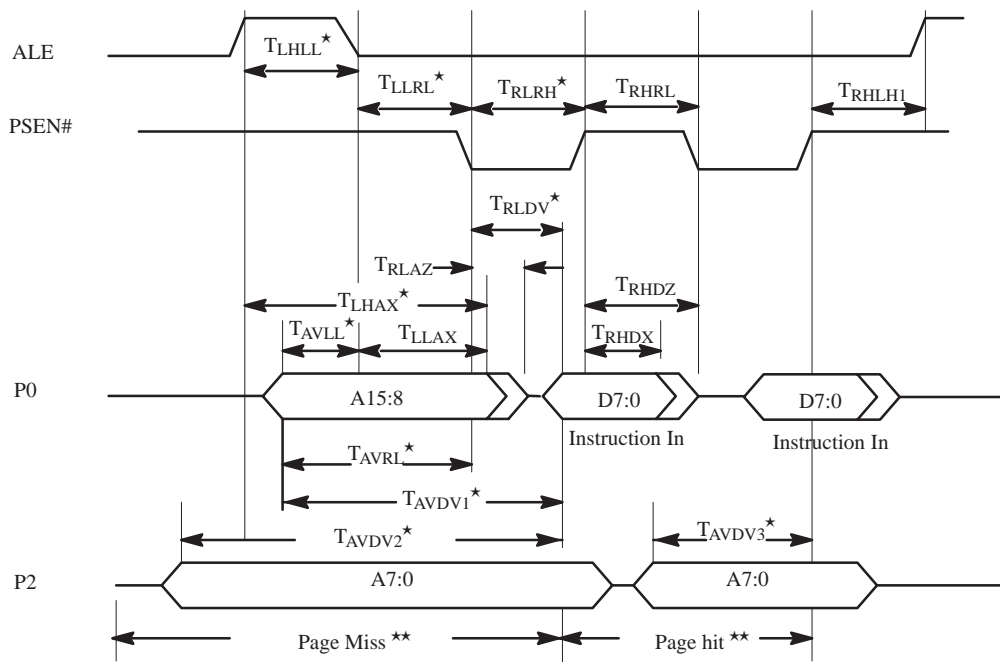 ALE
TLHLL★
TLLRL★ TRLRH★ TRHRL TRHLH1
PSEN#
TRLDV★
TRLAZ
TLHAX★ TRHDZ
TAVLL★ TLLAX TRHDX
P0 A15:8 D7:0 D7:0
Instruction In Instruction In
TAVRL★
TAVDV1★
TAVDV2★ TAVDV3★
P2 A7:0 A7:0
Page Miss ★★ Page hit ★★